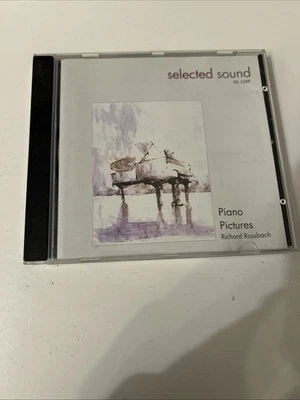 selected sound
Piano
Pictures
Richard Rossbach